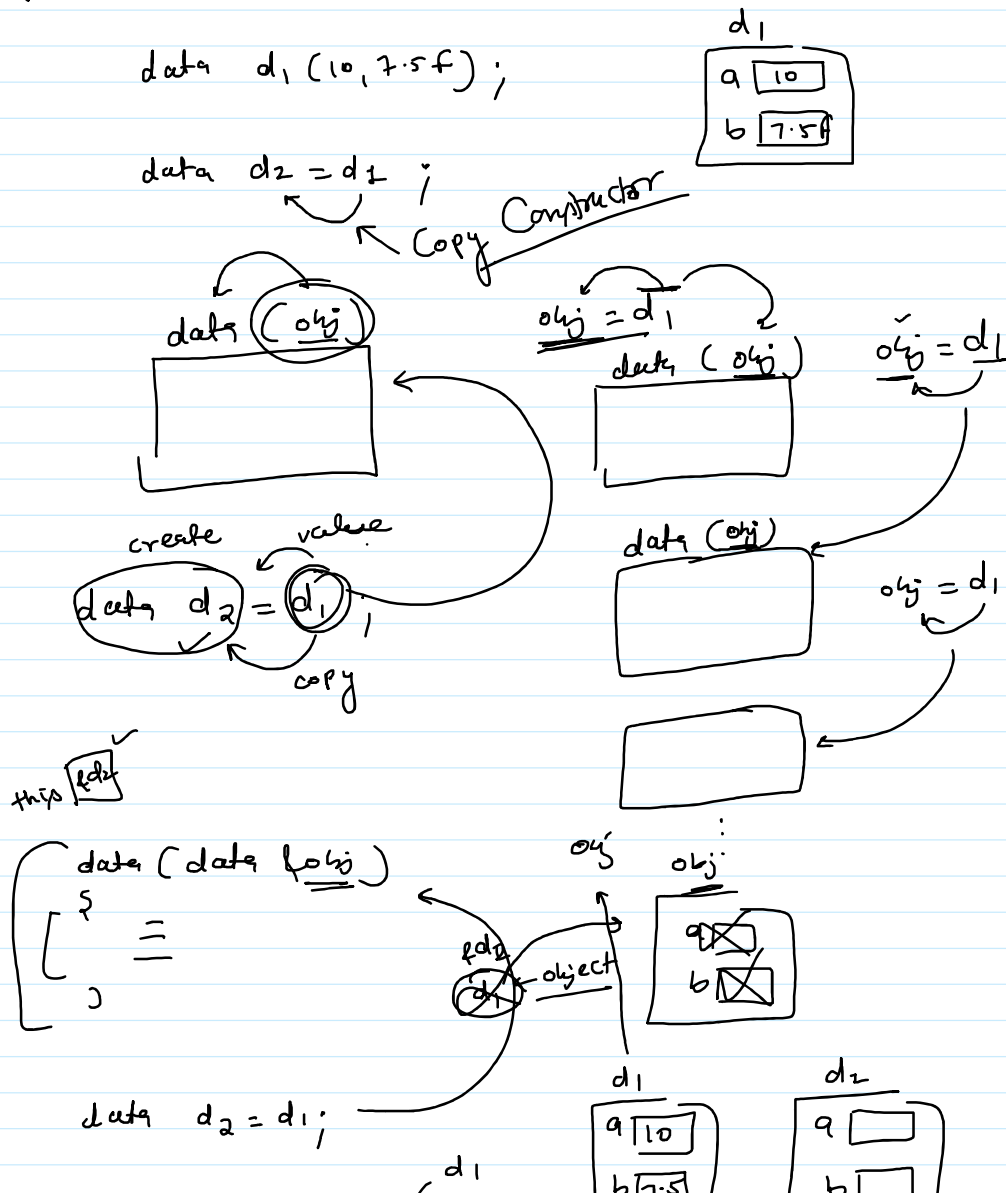 d1
data d1 (10, 7.5f) ;
a 10
b 7.5f
data d2 = d1 ;
Copy Constructor
data (obj)
obj = d1
data (obj)
obj = d1
create value
data d2 = d1 ;
copy
data (obj)
obj = d1
this &d2
data (data &obj)
{
}
obj
obj
a
b
object
d1
data d2 = d1;
d1
a 10
b 7.5
d2
a
b
d1